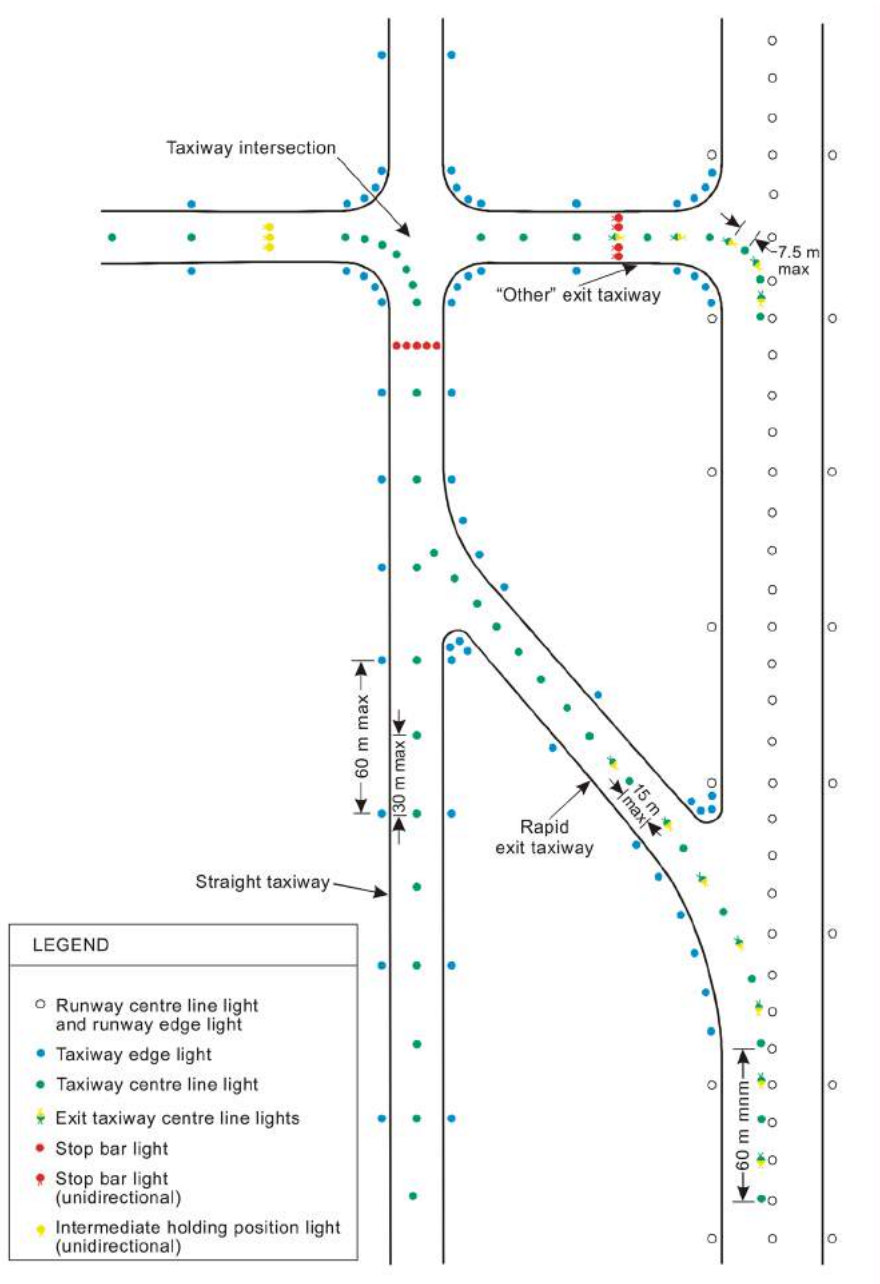 Taxiway intersection
7.5 m
max
“Other” exit taxiway
60 m max
30 m max
15 m
max
Rapid
exit taxiway
Straight taxiway
60 m mnm
LEGEND
Runway centre line light
and runway edge light
Taxiway edge light
Taxiway centre line light
Exit taxiway centre line lights
Stop bar light
Stop bar light
(unidirectional)
Intermediate holding position light
(unidirectional)